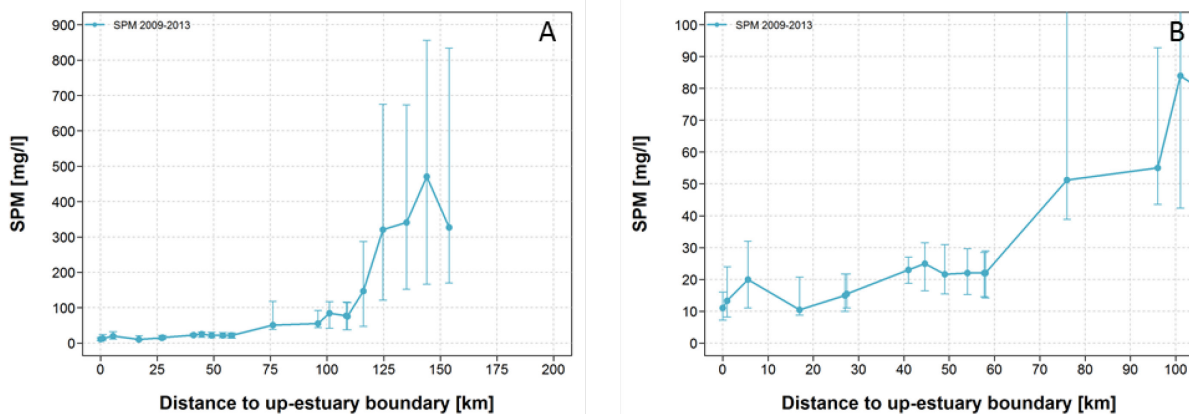 SPM 2009-2013
A
900
800
700
600
500
400
300
200
100
0
SPM [mg/l]
0 25 50 75 100 125 150 175 200
Distance to up-estuary boundary [km]
SPM 2009-2013
B
100
90
80
70
60
50
40
30
20
10
0
SPM [mg/l]
0 10 20 30 40 50 60 70 80 90 100
Distance to up-estuary boundary [km]